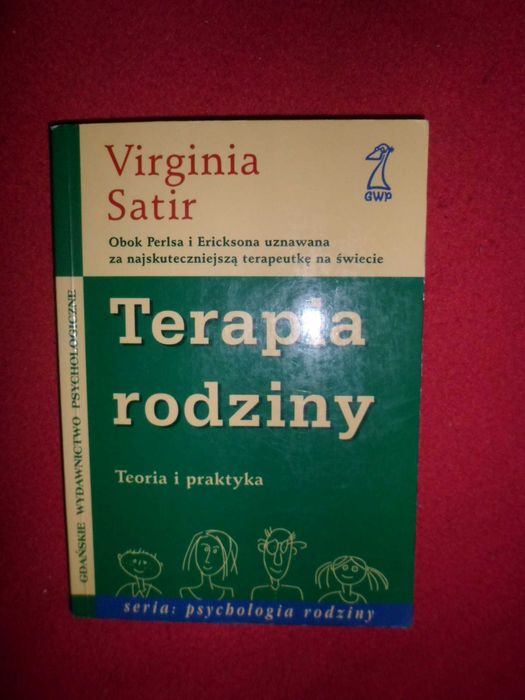 Virginia
Satir
GWP
Obok Perlsa i Ericksona uznawana
za najskuteczniejszą terapeutkę na świecie
Terapia
rodziny
Teoria i praktyka
GDAŃSKIE WYDAWNICTWO PSYCHOLOGICZNE
seria: psychologia rodziny